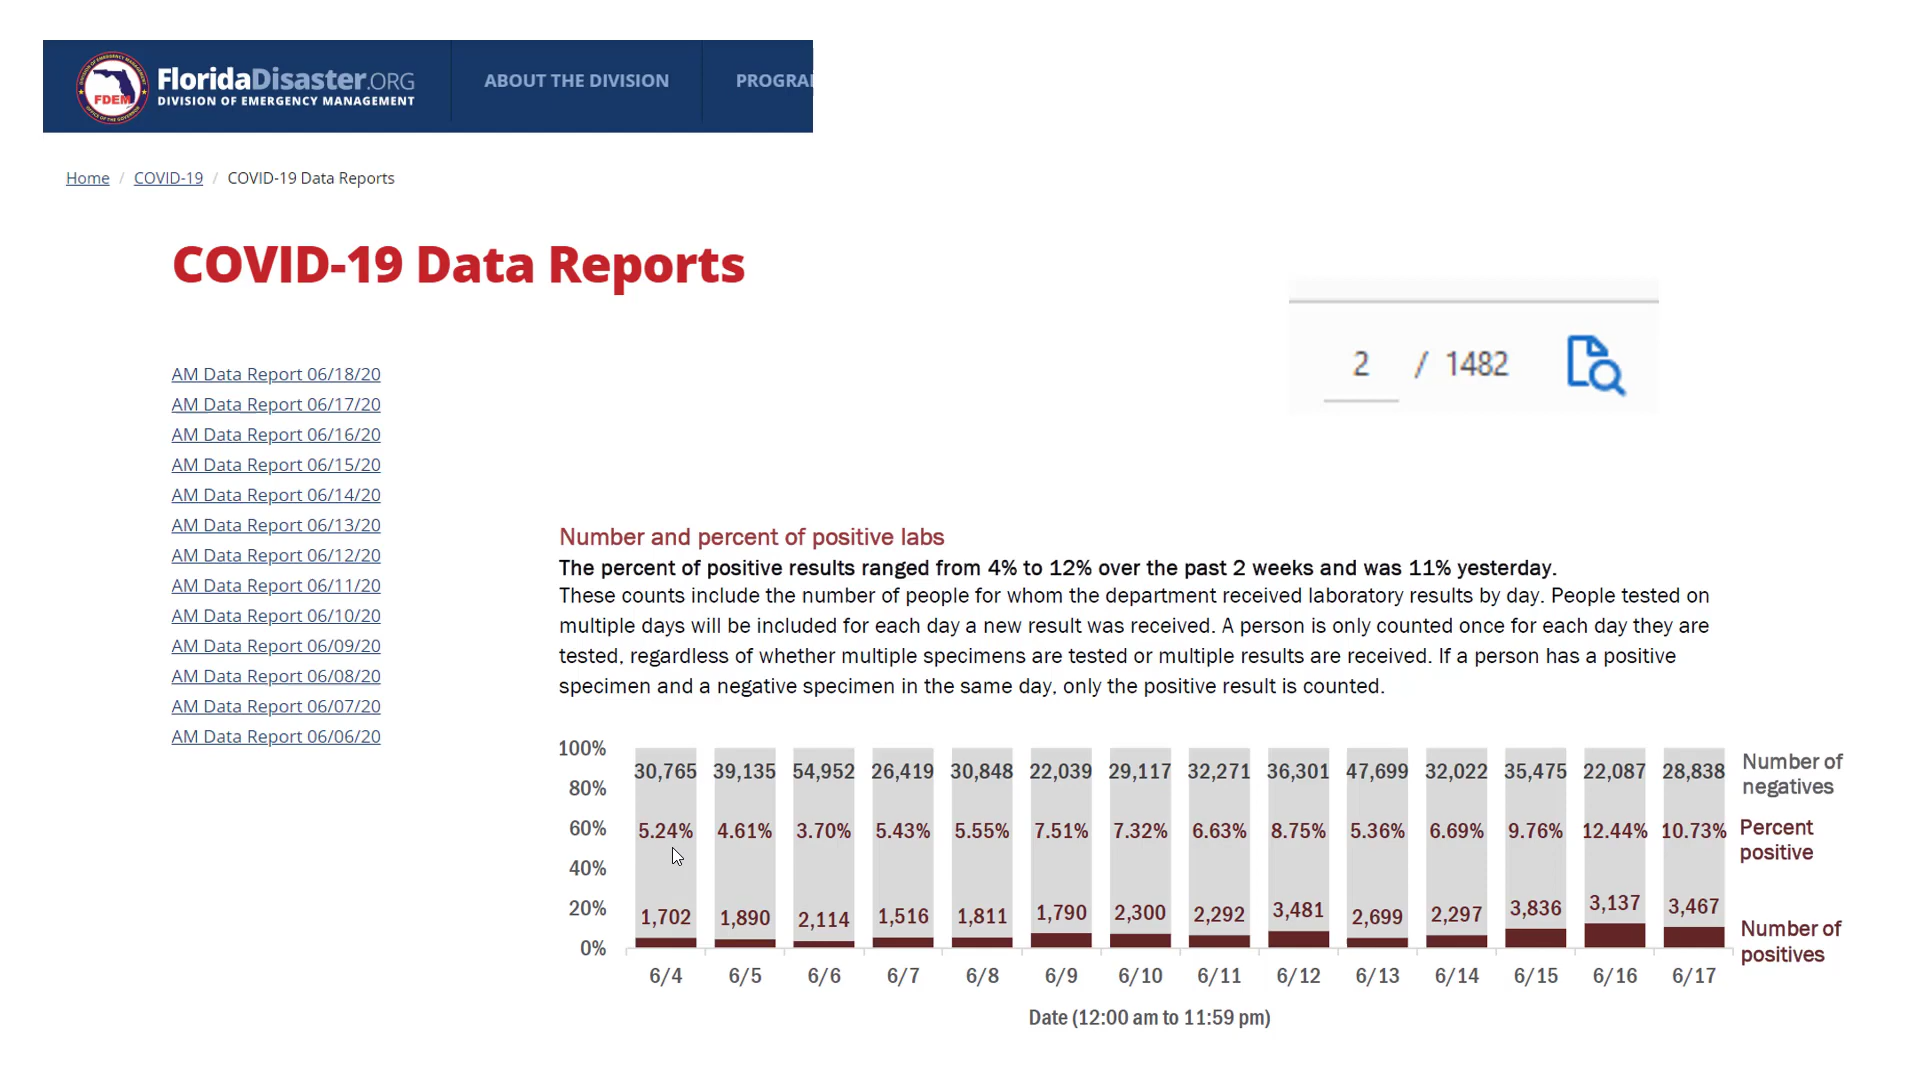 FloridaDisaster.ORG
DIVISION OF EMERGENCY MANAGEMENT
FDEM
ABOUT THE DIVISION
PROGRA
Home / COVID-19 / COVID-19 Data Reports
COVID-19 Data Reports
2 / 1482
AM Data Report 06/18/20
AM Data Report 06/17/20
AM Data Report 06/16/20
AM Data Report 06/15/20
AM Data Report 06/14/20
AM Data Report 06/13/20
AM Data Report 06/12/20
AM Data Report 06/11/20
AM Data Report 06/10/20
AM Data Report 06/09/20
AM Data Report 06/08/20
AM Data Report 06/07/20
AM Data Report 06/06/20
Number and percent of positive labs
The percent of positive results ranged from 4% to 12% over the past 2 weeks and was 11% yesterday.
These counts include the number of people for whom the department received laboratory results by day. People tested on
multiple days will be included for each day a new result was received. A person is only counted once for each day they are
tested, regardless of whether multiple specimens are tested or multiple results are received. If a person has a positive
specimen and a negative specimen in the same day, only the positive result is counted.
100%
80%
60%
40%
20%
0%
30,765 39,135 54,952 26,419 30,848 22,039 29,117 32,271 36,301 47,699 32,022 35,475 22,087 28,838
Number of
negatives
5.24% 4.61% 3.70% 5.43% 5.55% 7.51% 7.32% 6.63% 8.75% 5.36% 6.69% 9.76% 12.44% 10.73%
Percent
positive
1,702 1,890 2,114 1,516 1,811 1,790 2,300 2,292 3,481 2,699 2,297 3,836 3,137 3,467
Number of
positives
6/4 6/5 6/6 6/7 6/8 6/9 6/10 6/11 6/12 6/13 6/14 6/15 6/16 6/17
Date (12:00 am to 11:59 pm)